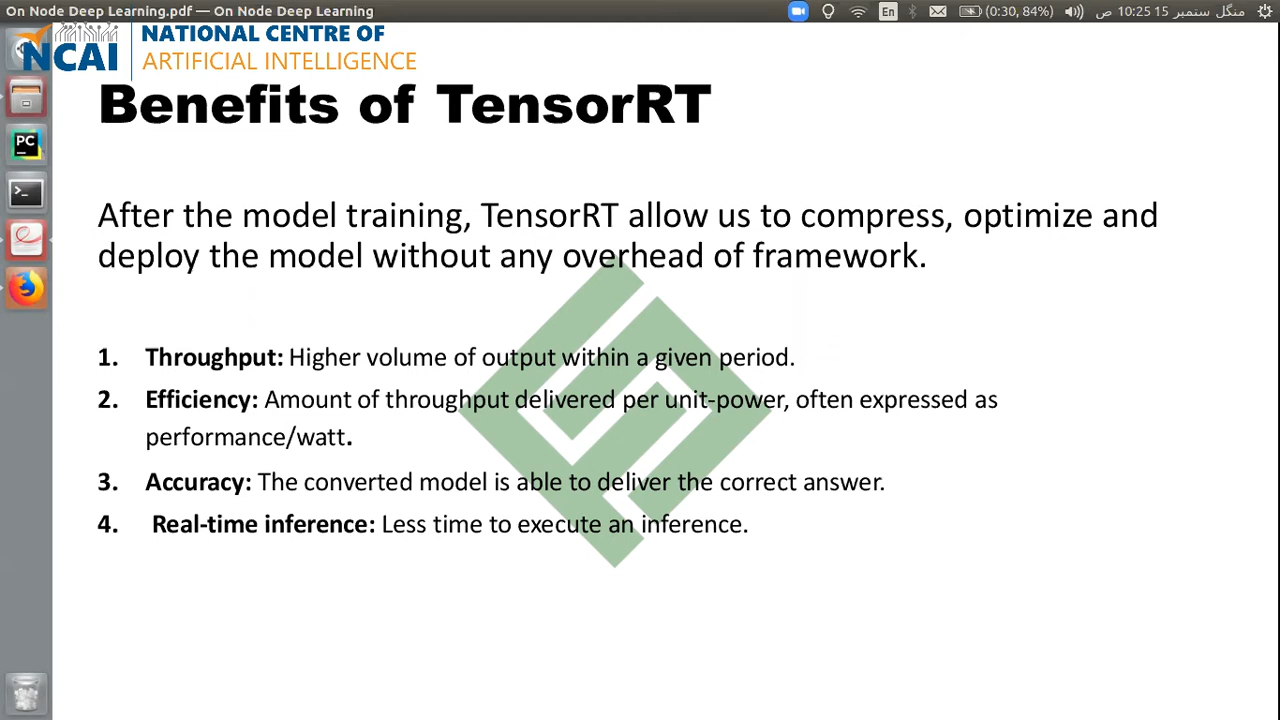 On Node Deep Learning.pdf — On Node Deep Learning
En
(0:30, 84%)
منگل ستمبر 15 10:25 ص
NCAI
NATIONAL CENTRE OF
ARTIFICIAL INTELLIGENCE
Benefits of TensorRT
After the model training, TensorRT allow us to compress, optimize and
deploy the model without any overhead of framework.
1. Throughput: Higher volume of output within a given period.
2. Efficiency: Amount of throughput delivered per unit-power, often expressed as
performance/watt.
3. Accuracy: The converted model is able to deliver the correct answer.
4. Real-time inference: Less time to execute an inference.
PC